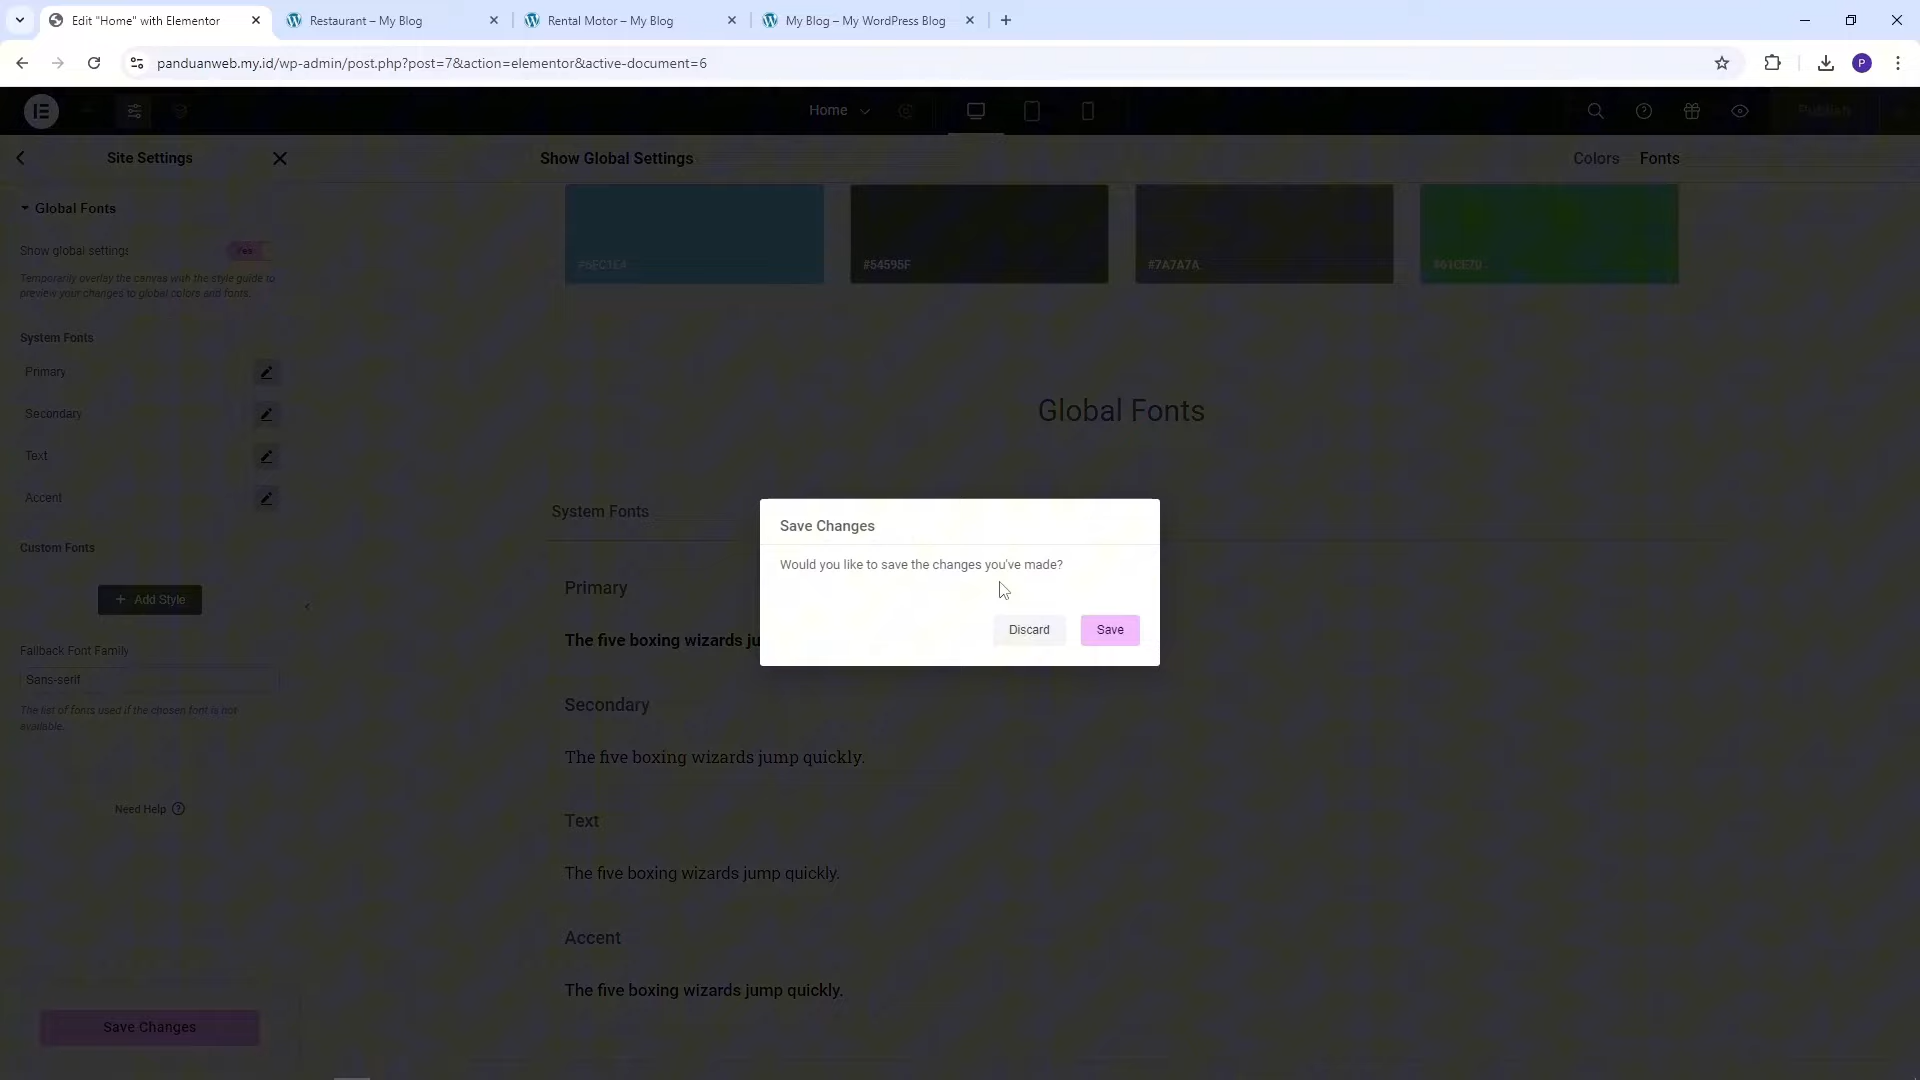 Edit "Home" with Elementor
Restaurant – My Blog
Rental Motor – My Blog
My Blog – My WordPress Blog
panduanweb.my.id/wp-admin/post.php?post=7&action=elementor&active-document=6
P
Home
Publish
Site Settings
Show Global Settings
Colors
Fonts
Global Fonts
Show global settings
Yes
Temporarily overlay the canvas with the style guide to
preview your changes to global colors and fonts.
#6EC1E4
#54595F
#7A7A7A
#61CE70
System Fonts
Primary
Secondary
Text
Accent
Custom Fonts
+ Add Style
Fallback Font Family
Sans-serif
The list of fonts used if the chosen font is not
available.
Need Help
Save Changes
Global Fonts
System Fonts
Primary
The five boxing wizards ju
Secondary
The five boxing wizards jump quickly.
Text
The five boxing wizards jump quickly.
Accent
The five boxing wizards jump quickly.
Save Changes
Would you like to save the changes you've made?
Discard
Save